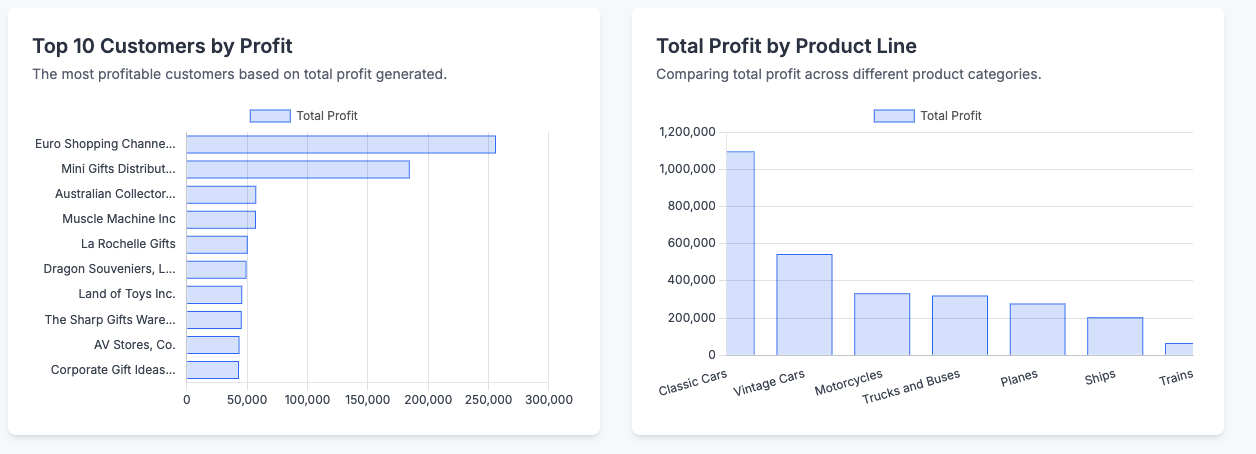 Top 10 Customers by Profit
The most profitable customers based on total profit generated.
Total Profit
Euro Shopping Channe...
Mini Gifts Distribut...
Australian Collector...
Muscle Machine Inc
La Rochelle Gifts
Dragon Souveniers, L...
Land of Toys Inc.
The Sharp Gifts Ware...
AV Stores, Co.
Corporate Gift Ideas...
0 50,000 100,000 150,000 200,000 250,000 300,000
Total Profit by Product Line
Comparing total profit across different product categories.
Total Profit
1,200,000
1,000,000
800,000
600,000
400,000
200,000
0
Classic Cars Vintage Cars Motorcycles Trucks and Buses Planes Ships Trains